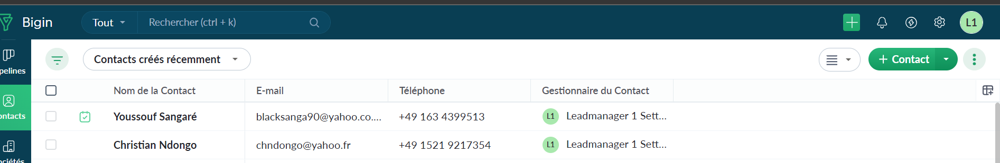 Bigin Tout Rechercher (ctrl + k) L1
Contacts créés récemment + Contact
pelines
Nom de la Contact E-mail Téléphone Gestionnaire du Contact
ontacts Youssouf Sangaré blacksanga90@yahoo.co.... +49 163 4399513 L1 Leadmanager 1 Sett...
Christian Ndongo chndongo@yahoo.fr +49 1521 9217354 L1 Leadmanager 1 Sett...
ociétés